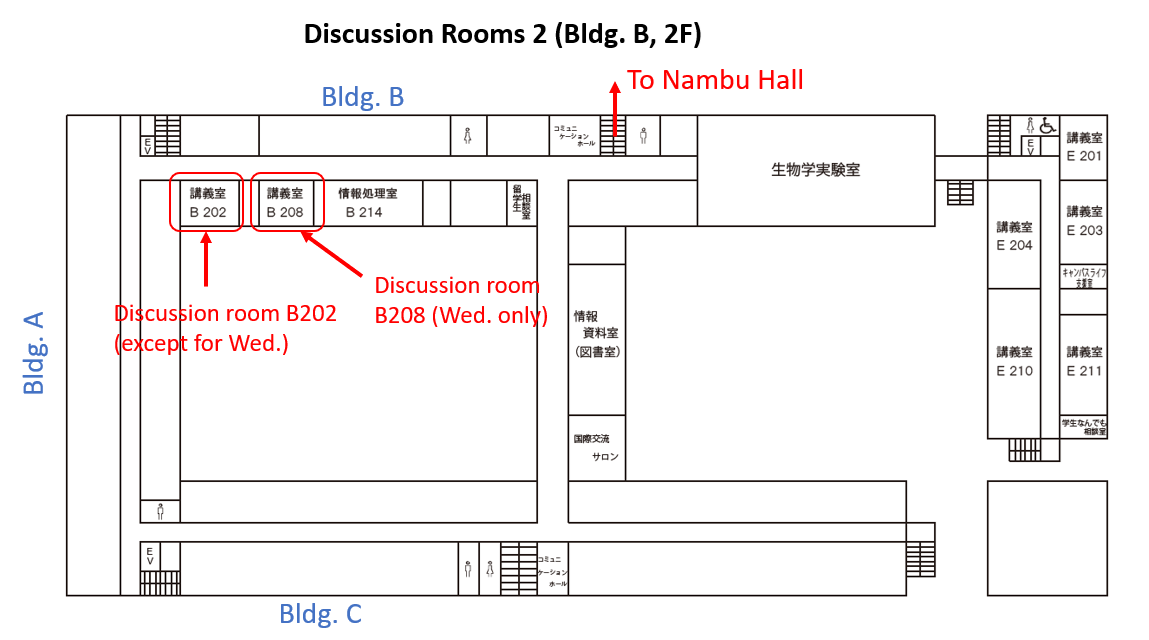 Discussion Rooms 2 (Bldg. B, 2F)
To Nambu Hall
Bldg. B
EV
コミュニ
ケーション
ホール
生物学実験室
EV
講義室
E 201
講義室
B 202
講義室
B 208
情報処理室
B 214
留学生
相談室
講義室
E 204
講義室
E 203
キャンパスライフ
支援室
Discussion room B202
(except for Wed.)
Discussion room
B208 (Wed. only)
Bldg. A
情報
資料室
(図書室)
講義室
E 210
講義室
E 211
国際交流
サロン
学生なんでも
相談室
EV
コミュニ
ケーション
ホール
Bldg. C